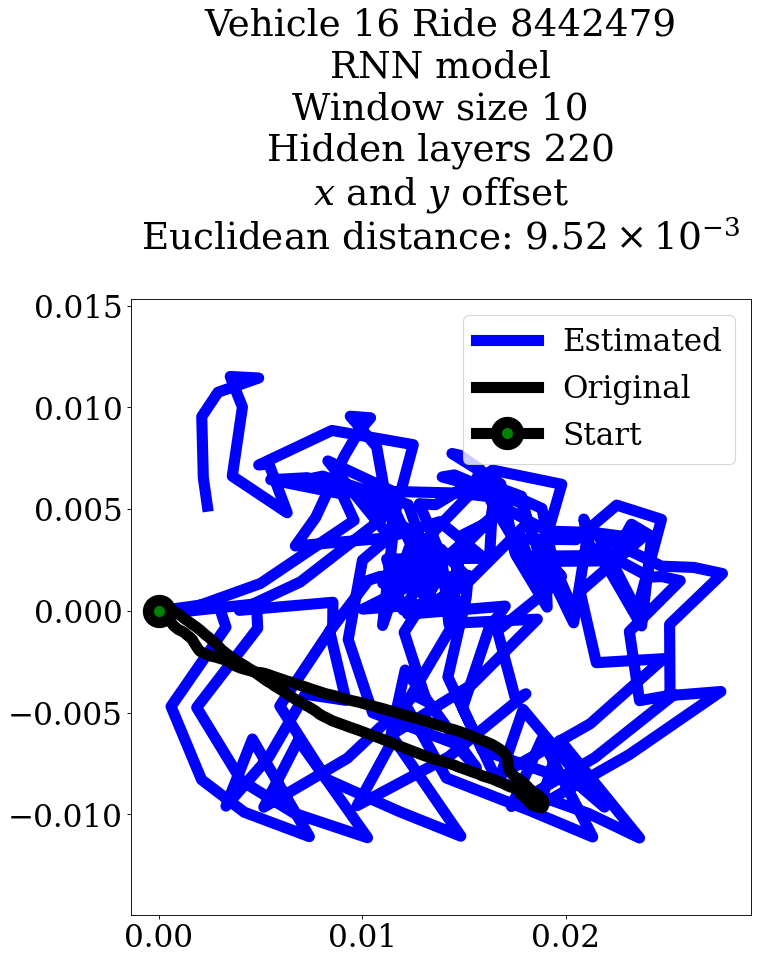 Vehicle 16 Ride 8442479
RNN model
Window size 10
Hidden layers 220
x and y offset
Euclidean distance: 9.52 × 10⁻³
0.015
0.010
0.005
0.000
−0.005
−0.010
Estimated
Original
Start
0.00 0.01 0.02